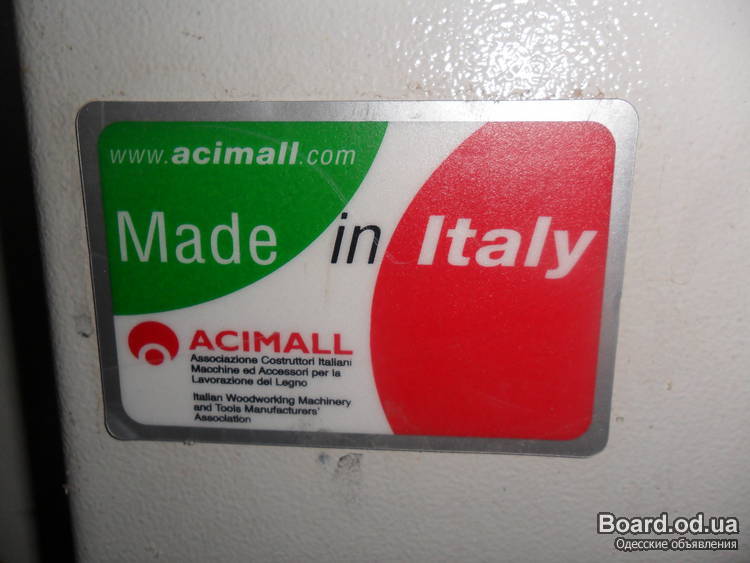 www.acimall.com
Made in Italy
ACIMALL
Associazione Costruttori Italiani
Macchine ed Accessori per la
Lavorazione del Legno
Italian Woodworking Machinery
and Tools Manufacturers'
Association
Board.od.ua
Одесские объявления